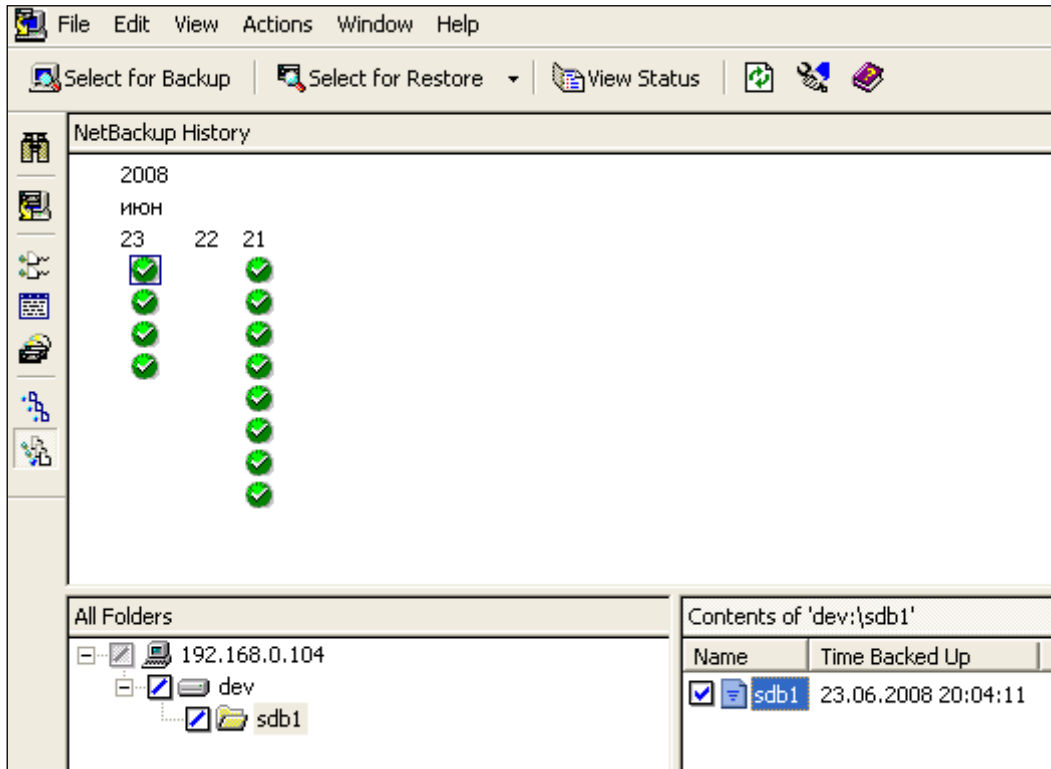 File Edit View Actions Window Help
Select for Backup Select for Restore View Status
NetBackup History
2008
июн
23 22 21
All Folders
192.168.0.104
dev
sdb1
Contents of 'dev:\sdb1'
Name Time Backed Up
sdb1 23.06.2008 20:04:11